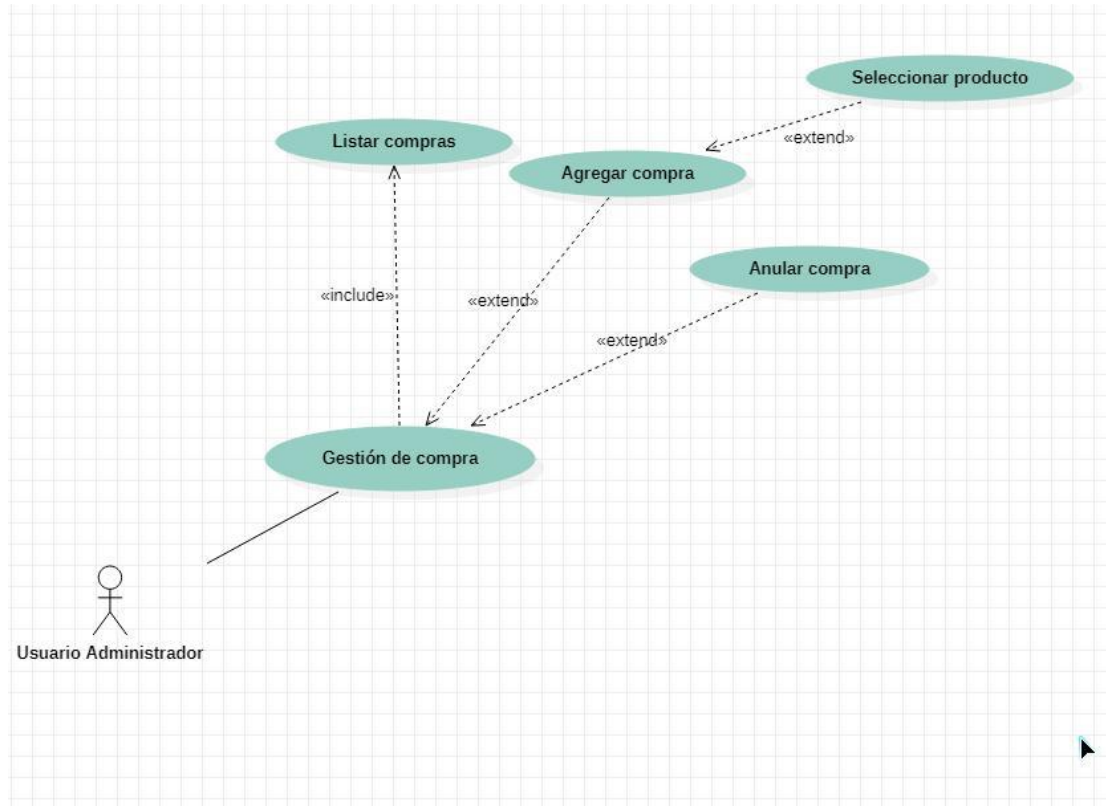 Seleccionar producto
«extend»
Listar compras
Agregar compra
Anular compra
«include»
«extend»
«extend»
Gestión de compra
Usuario Administrador